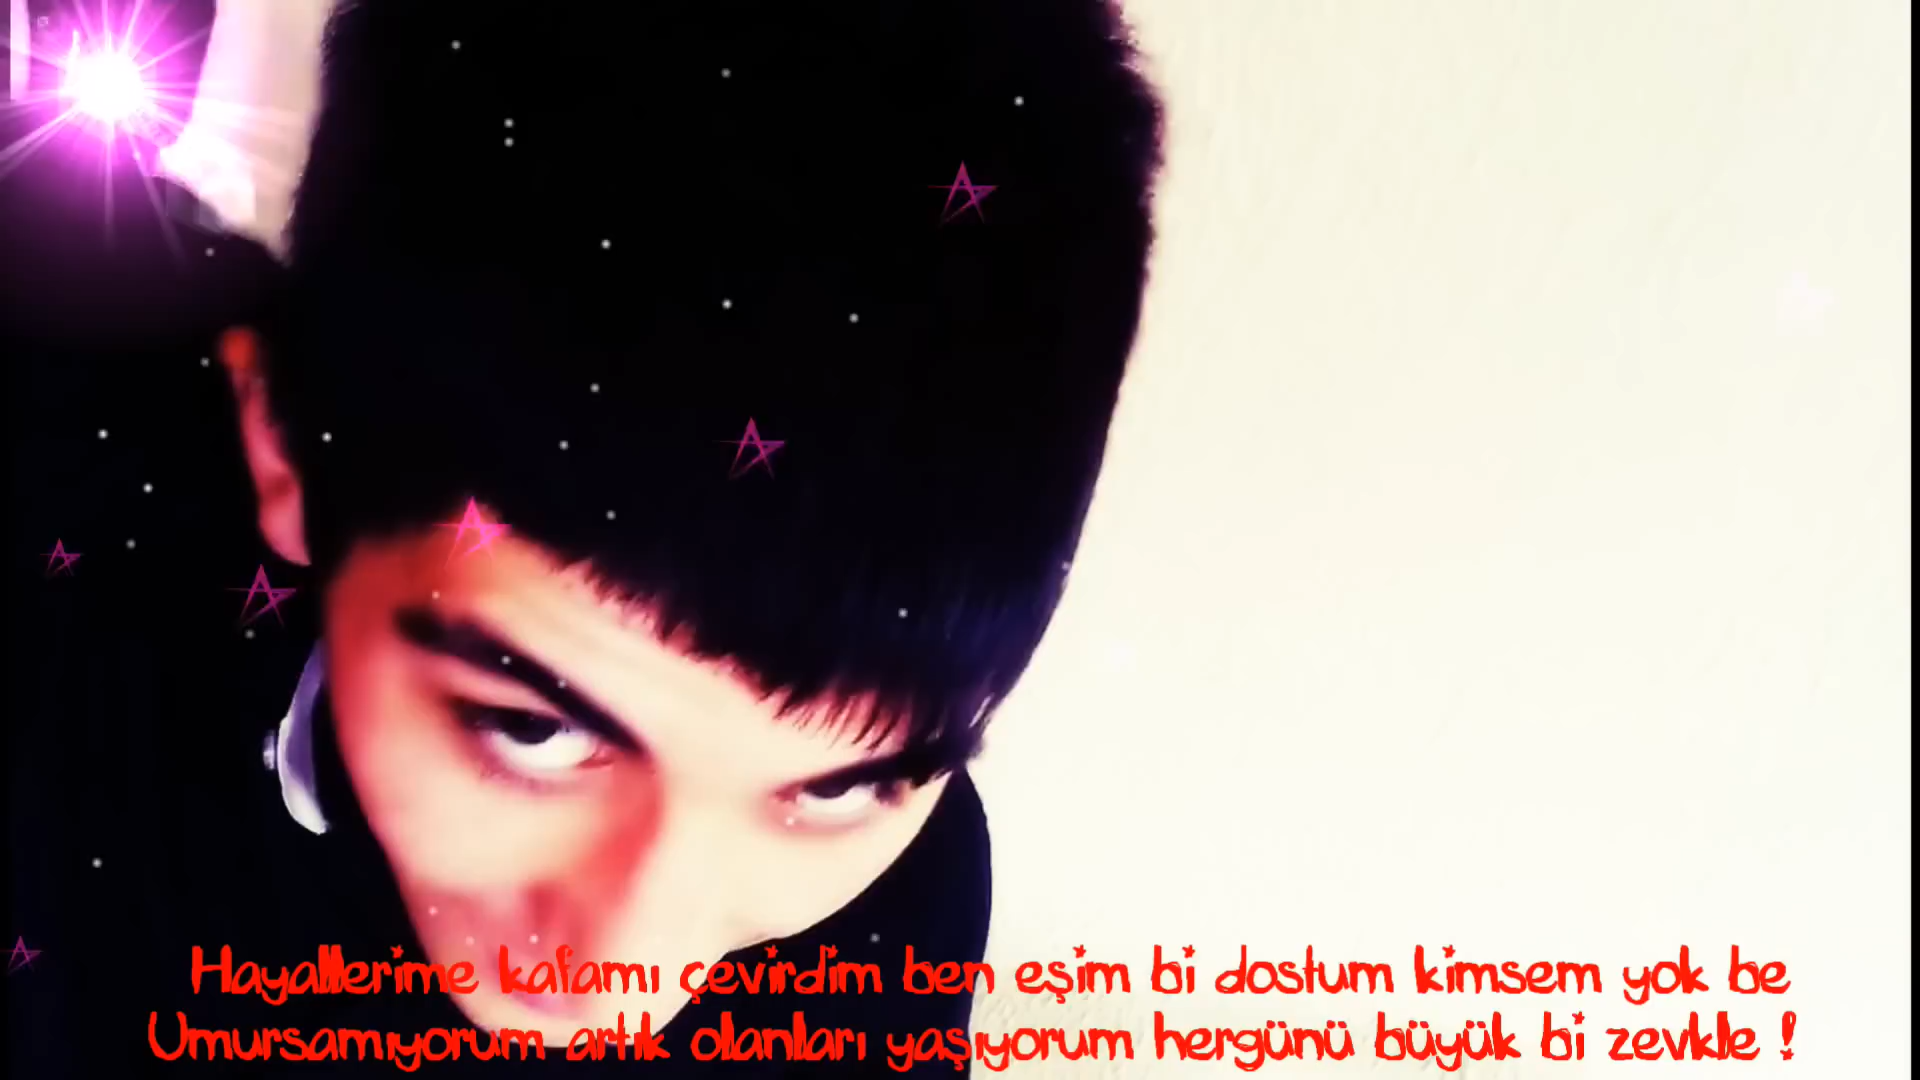 Hayallerime kafamı çevirdim ben eşim bi dostum kimsem yok be
Umursamıyorum artık olanları yaşıyorum hergünü büyük bi zevkle !